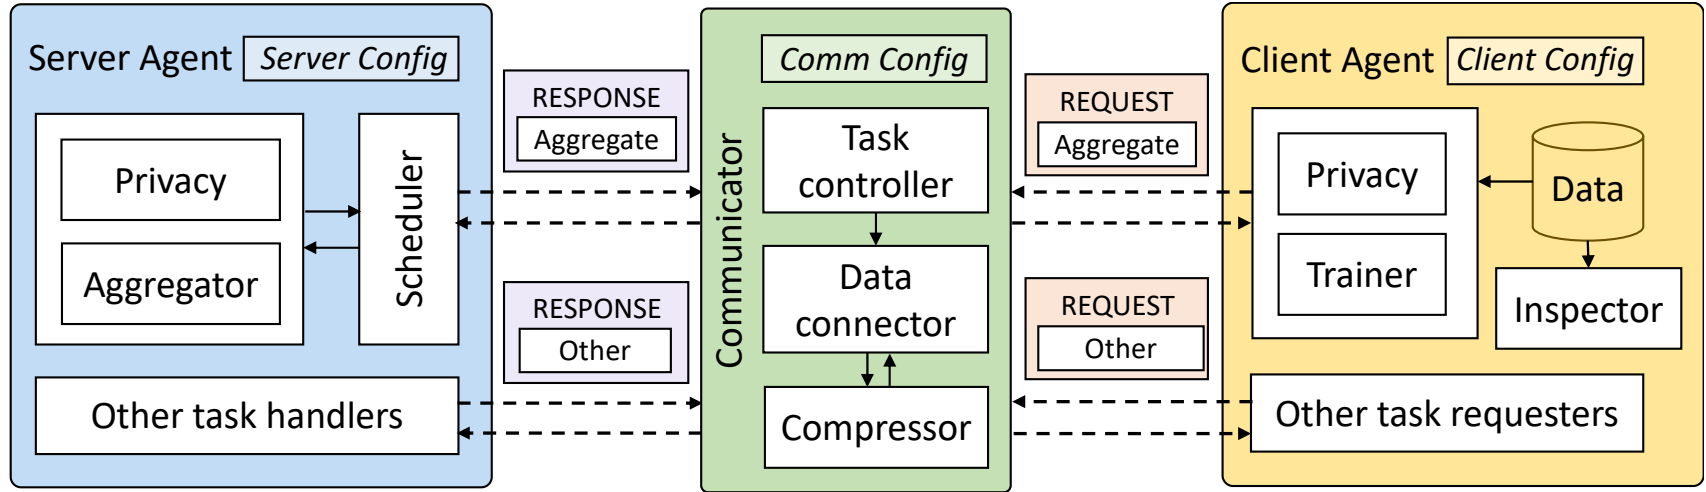 Server Agent
Server Config
Privacy
Aggregator
Scheduler
Other task handlers
RESPONSE
Aggregate
RESPONSE
Other
Communicator
Comm Config
Task
controller
Data
connector
Compressor
REQUEST
Aggregate
REQUEST
Other
Client Agent
Client Config
Privacy
Trainer
Data
Inspector
Other task requesters